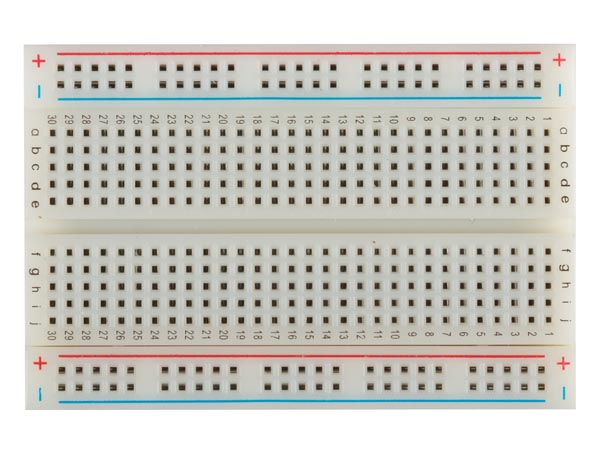 + +
− −
30 29 28 27 26 25 24 23 22 21 20 19 18 17 16 15 14 13 12 11 10 9 8 7 6 5 4 3 2 1
a a
b b
c c
d d
e e
f f
g g
h h
i i
j j
30 29 28 27 26 25 24 23 22 21 20 19 18 17 16 15 14 13 12 11 10 9 8 7 6 5 4 3 2 1
+ +
− −